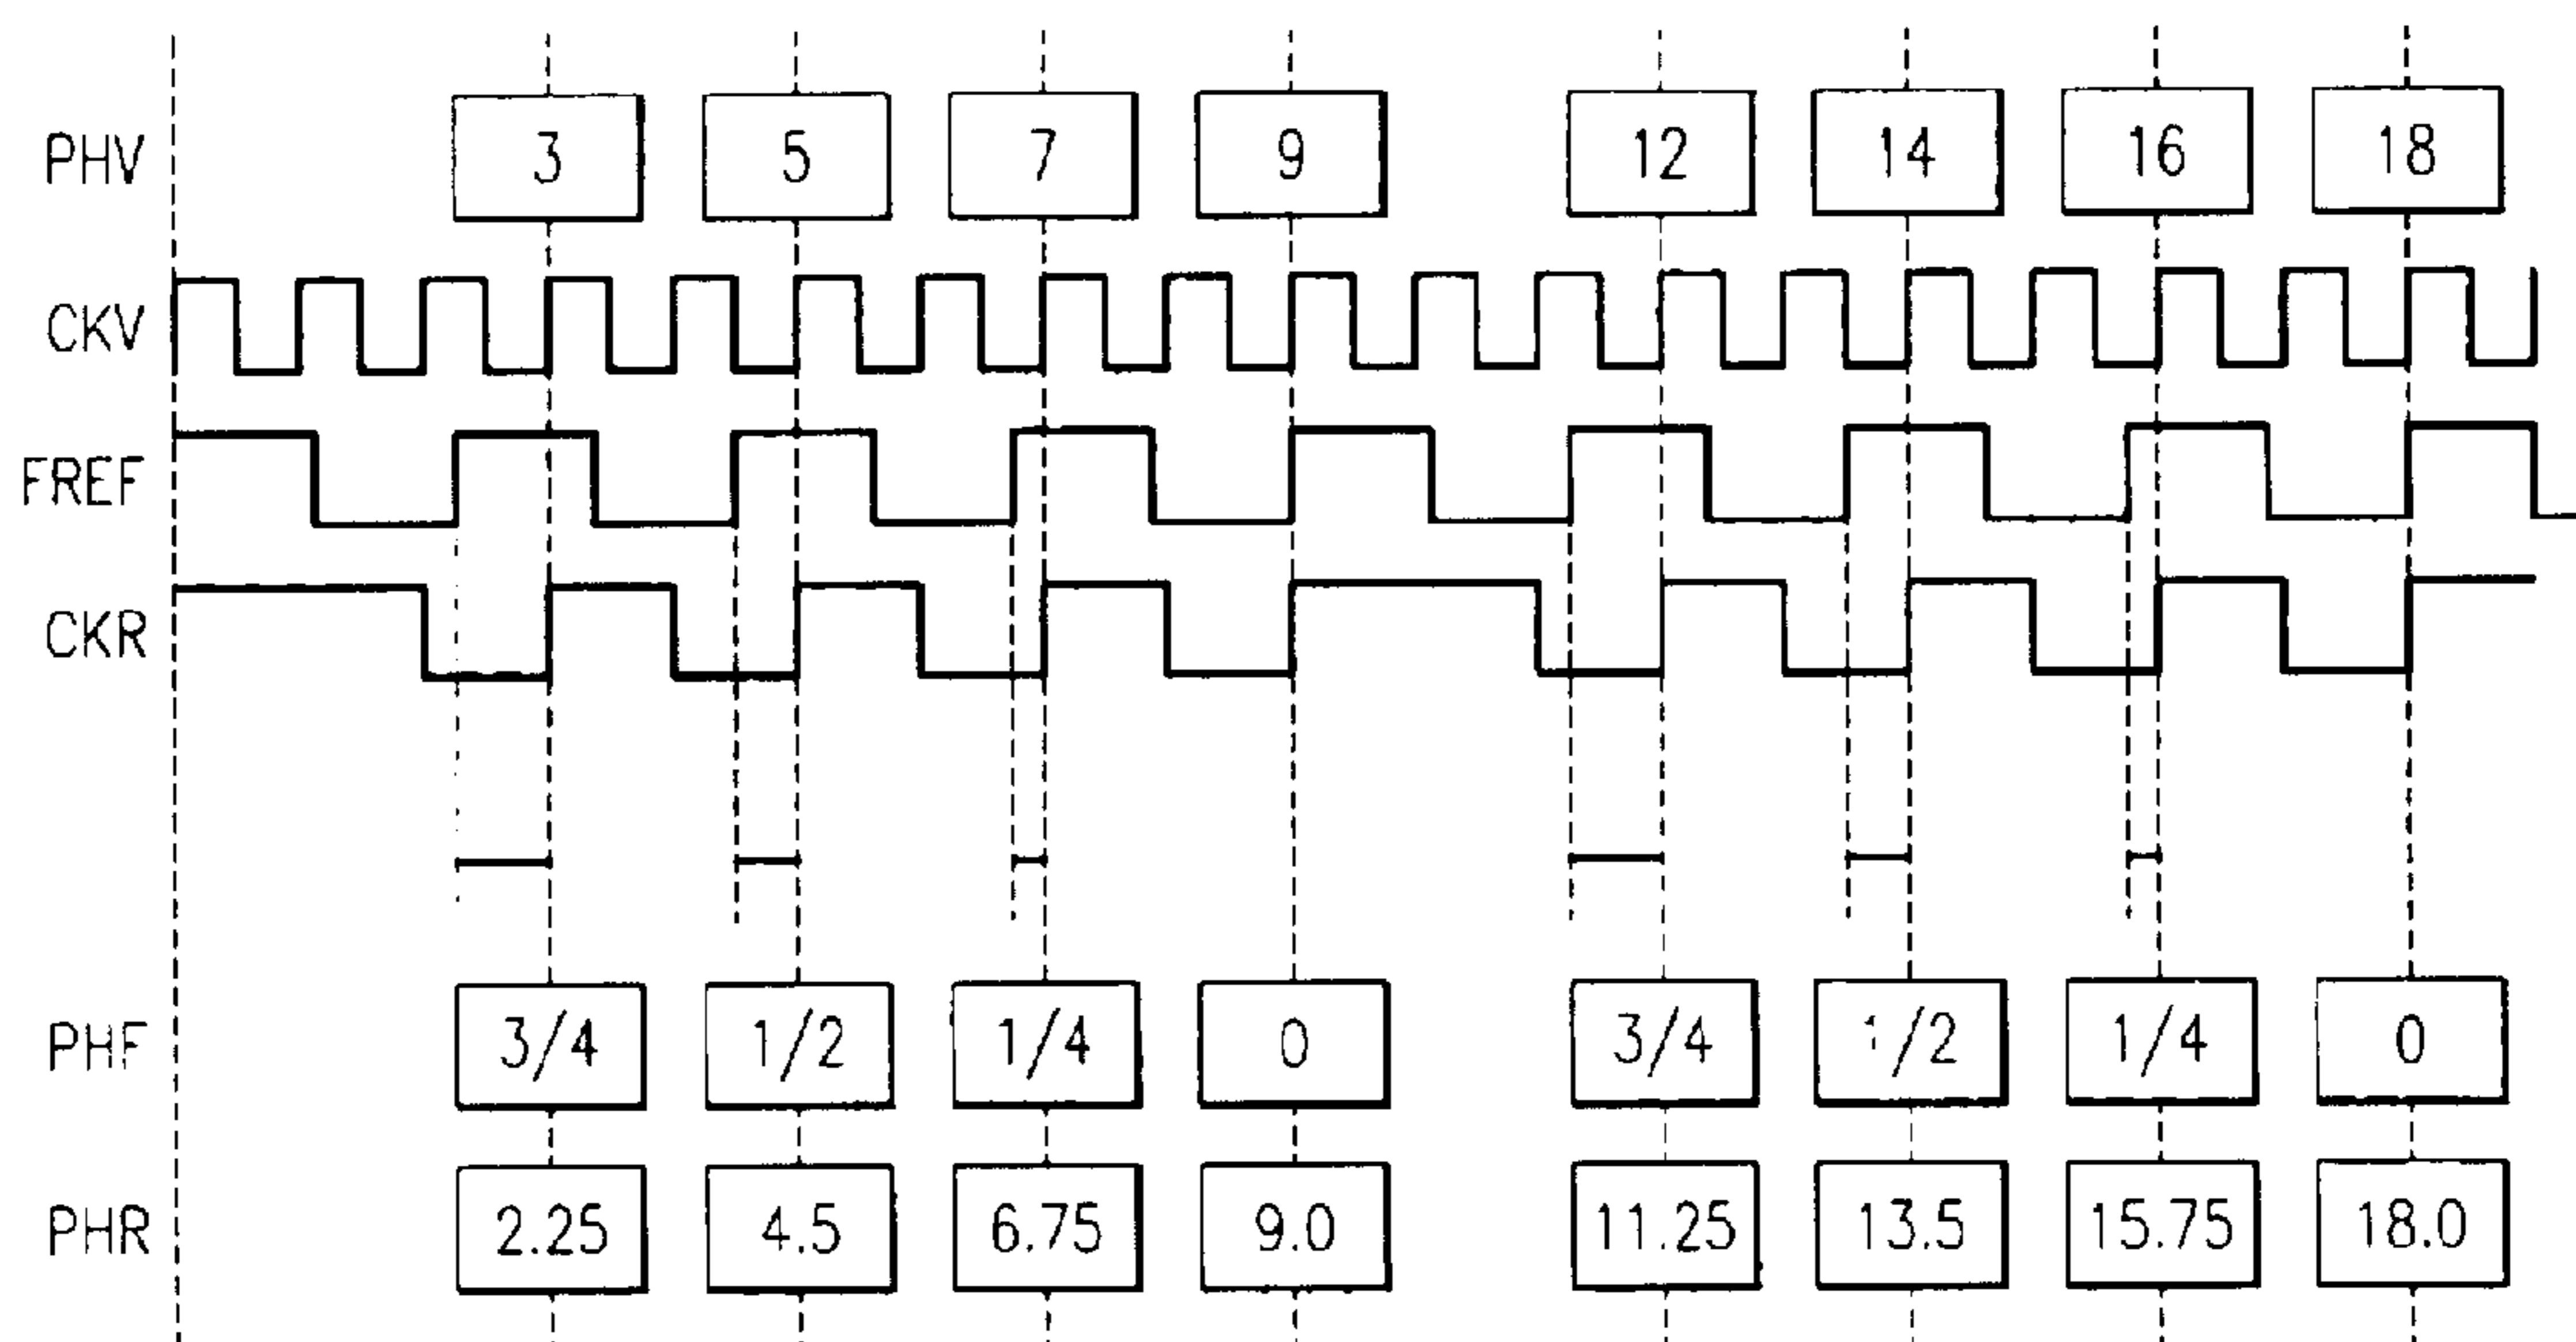 PHV 3 5 7 9 12 14 16 18
CKV
FREF
CKR
PHF 3/4 1/2 1/4 0 3/4 1/2 1/4 0
PHR 2.25 4.5 6.75 9.0 11.25 13.5 15.75 18.0